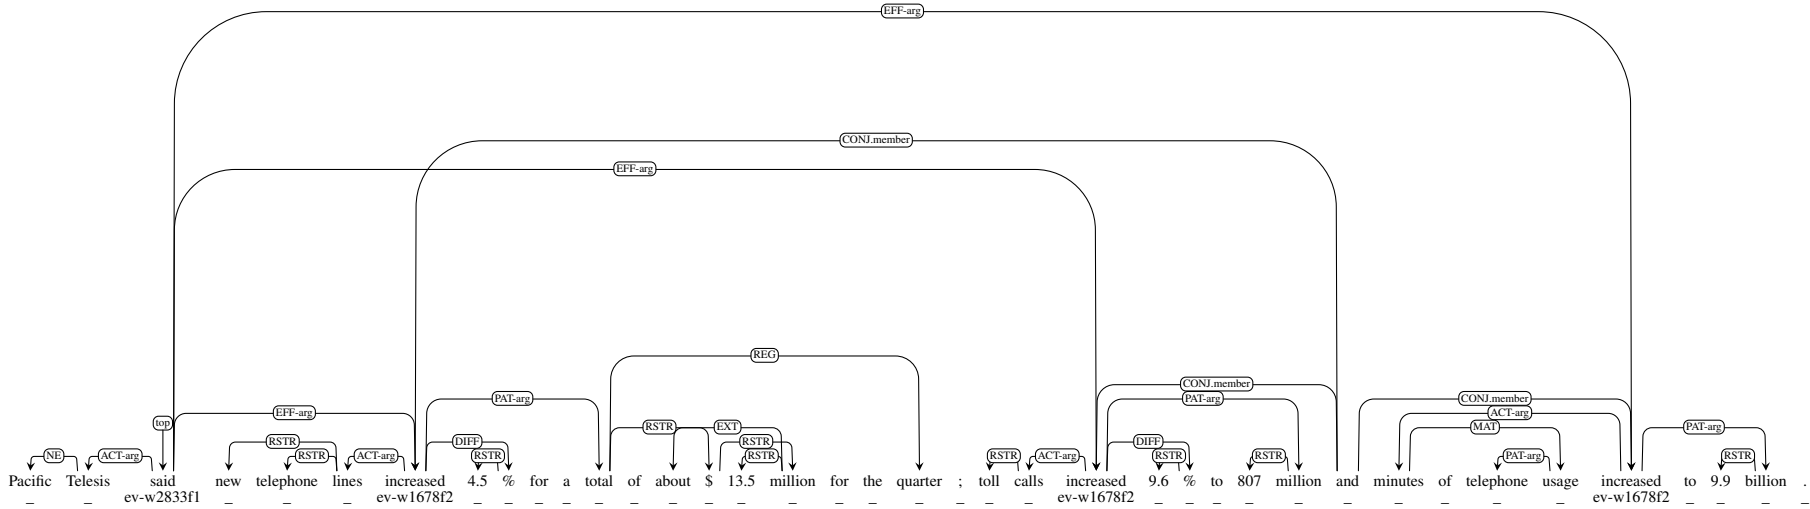 EFF-arg
CONJ.member
EFF-arg
REG
CONJ.member
PAT-arg PAT-arg CONJ.member
EFF-arg ACT-arg
top RSTR EXT MAT PAT-arg
RSTR DIFF RSTR DIFF
NE ACT-arg RSTR ACT-arg RSTR RSTR RSTR ACT-arg RSTR RSTR PAT-arg RSTR
Pacific Telesis said new telephone lines increased 4.5 % for a total of about $ 13.5 million for the quarter ; toll calls increased 9.6 % to 807 million and minutes of telephone usage increased to 9.9 billion .
_ _ ev-w2833f1 _ _ _ ev-w1678f2 _ _ _ _ _ _ _ _ _ _ _ _ _ _ _ _ ev-w1678f2 _ _ _ _ _ _ _ _ _ _ ev-w1678f2 _ _ _ _